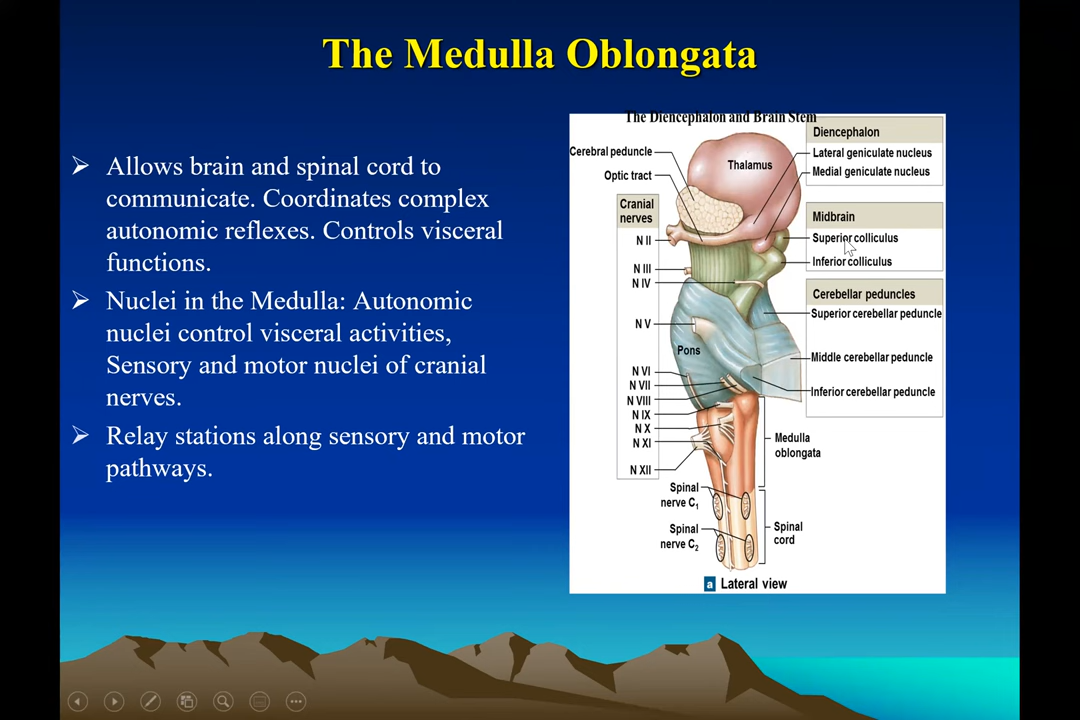 The Medulla Oblongata
Allows brain and spinal cord to
communicate. Coordinates complex
autonomic reflexes. Controls visceral
functions.
Nuclei in the Medulla: Autonomic
nuclei control visceral activities,
Sensory and motor nuclei of cranial
nerves.
Relay stations along sensory and motor
pathways.
The Diencephalon and Brain Stem
Cerebral peduncle
Optic tract
Thalamus
Cranial
nerves
N II
N III
N IV
N V
Pons
N VI
N VII
N VIII
N IX
N X
N XI
N XII
Spinal
nerve C1
Spinal
nerve C2
Diencephalon
Lateral geniculate nucleus
Medial geniculate nucleus
Midbrain
Superior colliculus
Inferior colliculus
Cerebellar peduncles
Superior cerebellar peduncle
Middle cerebellar peduncle
Inferior cerebellar peduncle
Medulla
oblongata
Spinal
cord
a Lateral view